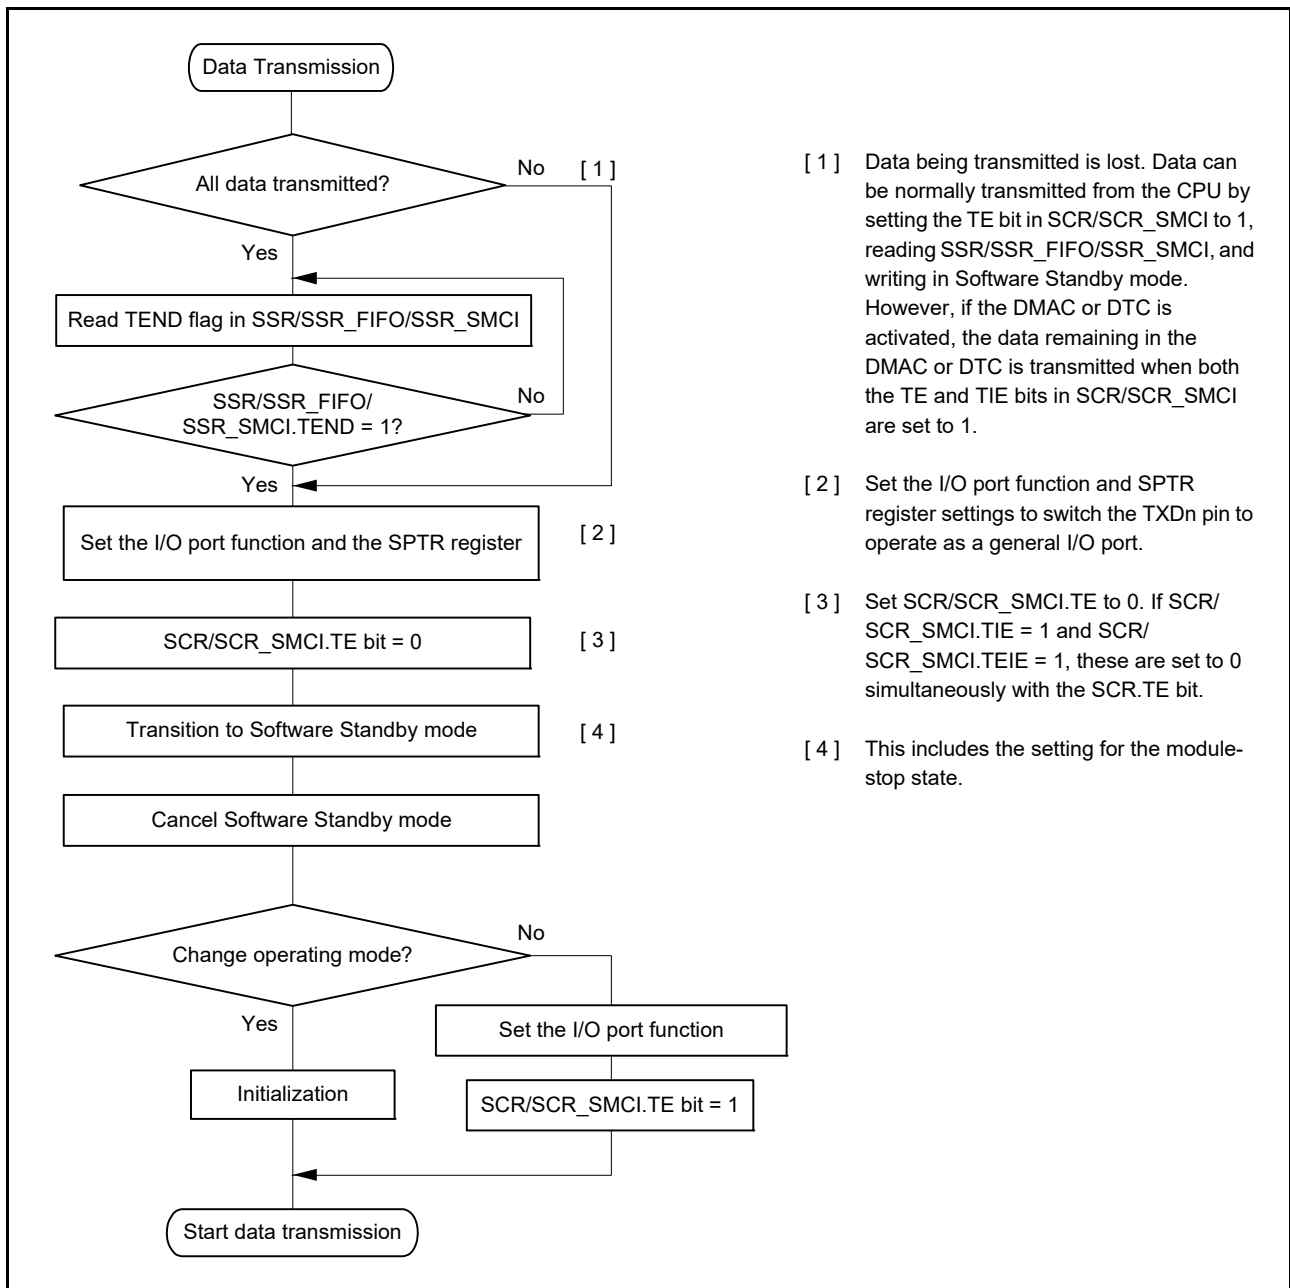 Data Transmission
All data transmitted?
No
[ 1 ]
Yes
Read TEND flag in SSR/SSR_FIFO/SSR_SMCI
SSR/SSR_FIFO/
SSR_SMCI.TEND = 1?
No
Yes
Set the I/O port function and the SPTR register
[ 2 ]
SCR/SCR_SMCI.TE bit = 0
[ 3 ]
Transition to Software Standby mode
[ 4 ]
Cancel Software Standby mode
Change operating mode?
No
Yes
Set the I/O port function
Initialization
SCR/SCR_SMCI.TE bit = 1
Start data transmission
[ 1 ] Data being transmitted is lost. Data can
be normally transmitted from the CPU by
setting the TE bit in SCR/SCR_SMCI to 1,
reading SSR/SSR_FIFO/SSR_SMCI, and
writing in Software Standby mode.
However, if the DMAC or DTC is
activated, the data remaining in the
DMAC or DTC is transmitted when both
the TE and TIE bits in SCR/SCR_SMCI
are set to 1.
[ 2 ] Set the I/O port function and SPTR
register settings to switch the TXDn pin to
operate as a general I/O port.
[ 3 ] Set SCR/SCR_SMCI.TE to 0. If SCR/
SCR_SMCI.TIE = 1 and SCR/
SCR_SMCI.TEIE = 1, these are set to 0
simultaneously with the SCR.TE bit.
[ 4 ] This includes the setting for the module-
stop state.